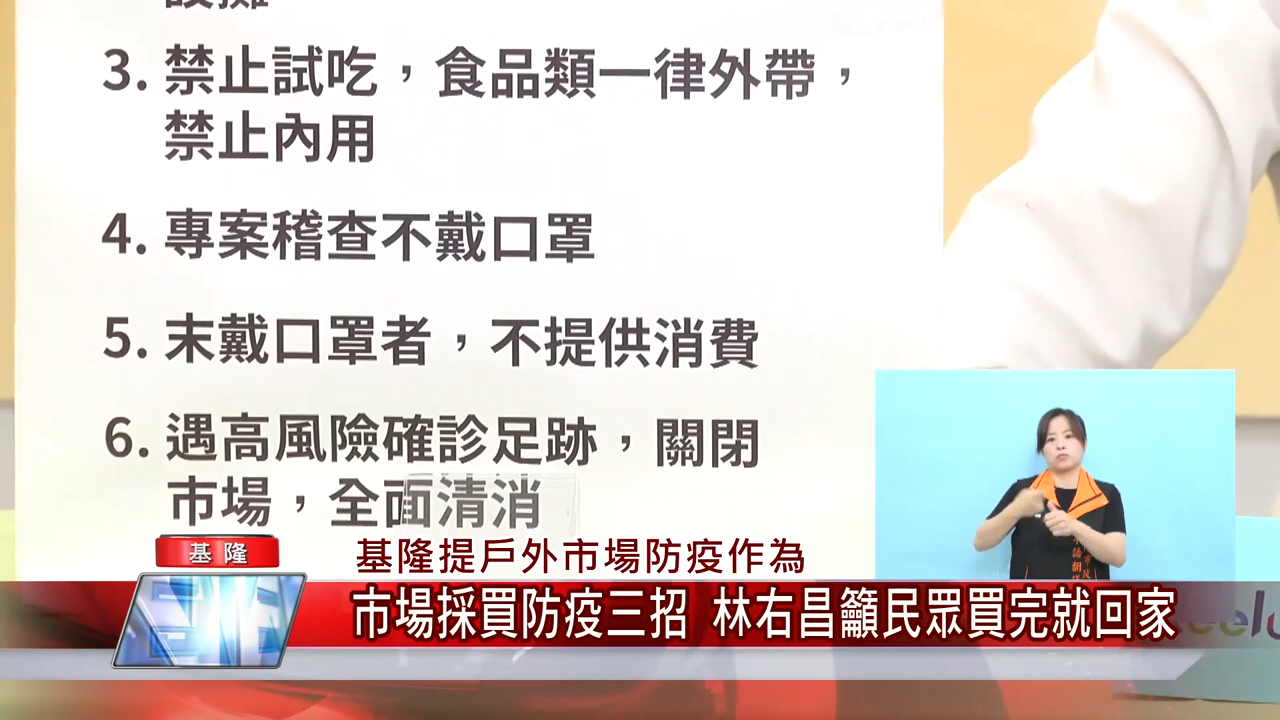 3. 禁止試吃，食品類一律外帶，
禁止內用
4. 專案稽查不戴口罩
5. 末戴口罩者，不提供消費
6. 遇高風險確診足跡，關閉
市場，全面清消
基隆
基隆提戶外市場防疫作為
市場採買防疫三招 林右昌籲民眾買完就回家